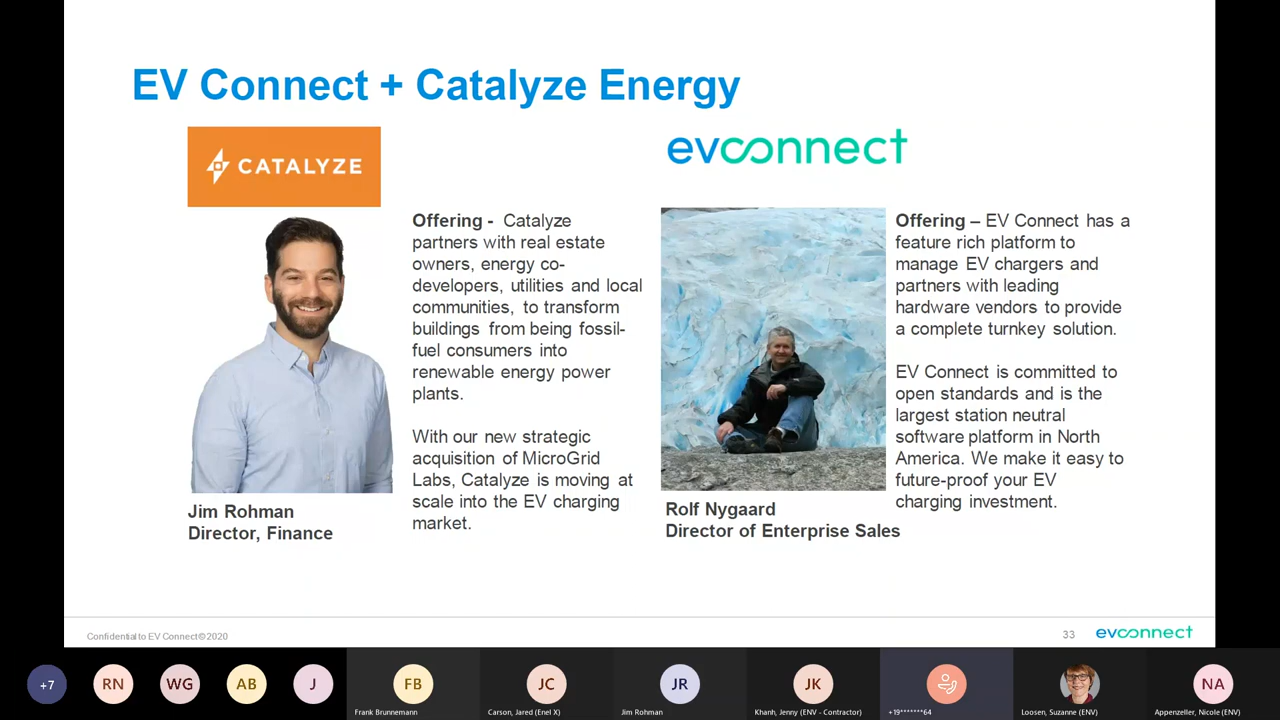 EV Connect + Catalyze Energy
CATALYZE
Offering - Catalyze
partners with real estate
owners, energy co-
developers, utilities and local
communities, to transform
buildings from being fossil-
fuel consumers into
renewable energy power
plants.
With our new strategic
acquisition of MicroGrid
Labs, Catalyze is moving at
scale into the EV charging
market.
Jim Rohman
Director, Finance
evconnect
Offering – EV Connect has a
feature rich platform to
manage EV chargers and
partners with leading
hardware vendors to provide
a complete turnkey solution.
EV Connect is committed to
open standards and is the
largest station neutral
software platform in North
America. We make it easy to
future-proof your EV
charging investment.
Rolf Nygaard
Director of Enterprise Sales
Confidential to EV Connect©2020
33
evconnect
+7
RN
WG
AB
J
FB
Frank Brunnemann
JC
Carson, Jared (Enel X)
JR
Jim Rohman
JK
Khanh, Jenny (ENV - Contractor)
+19*******64
Loosen, Suzanne (ENV)
NA
Appenzeller, Nicole (ENV)